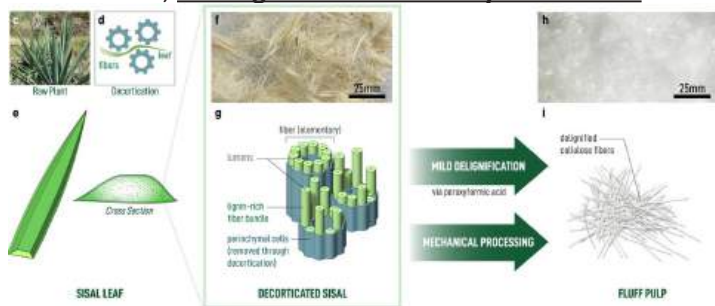 c
d
fibers
leaf
Raw Plant
Decortication
e
Cross Section
SISAL LEAF
f
25mm
g
fiber (elementary)
lumens
lignin-rich
fiber bundle
parenchymal cells
(removed through
decortication)
DECORTICATED SISAL
MILD DELIGNIFICATION
via peroxyformic acid
MECHANICAL PROCESSING
h
25mm
i
delignified
cellulose fibers
FLUFF PULP